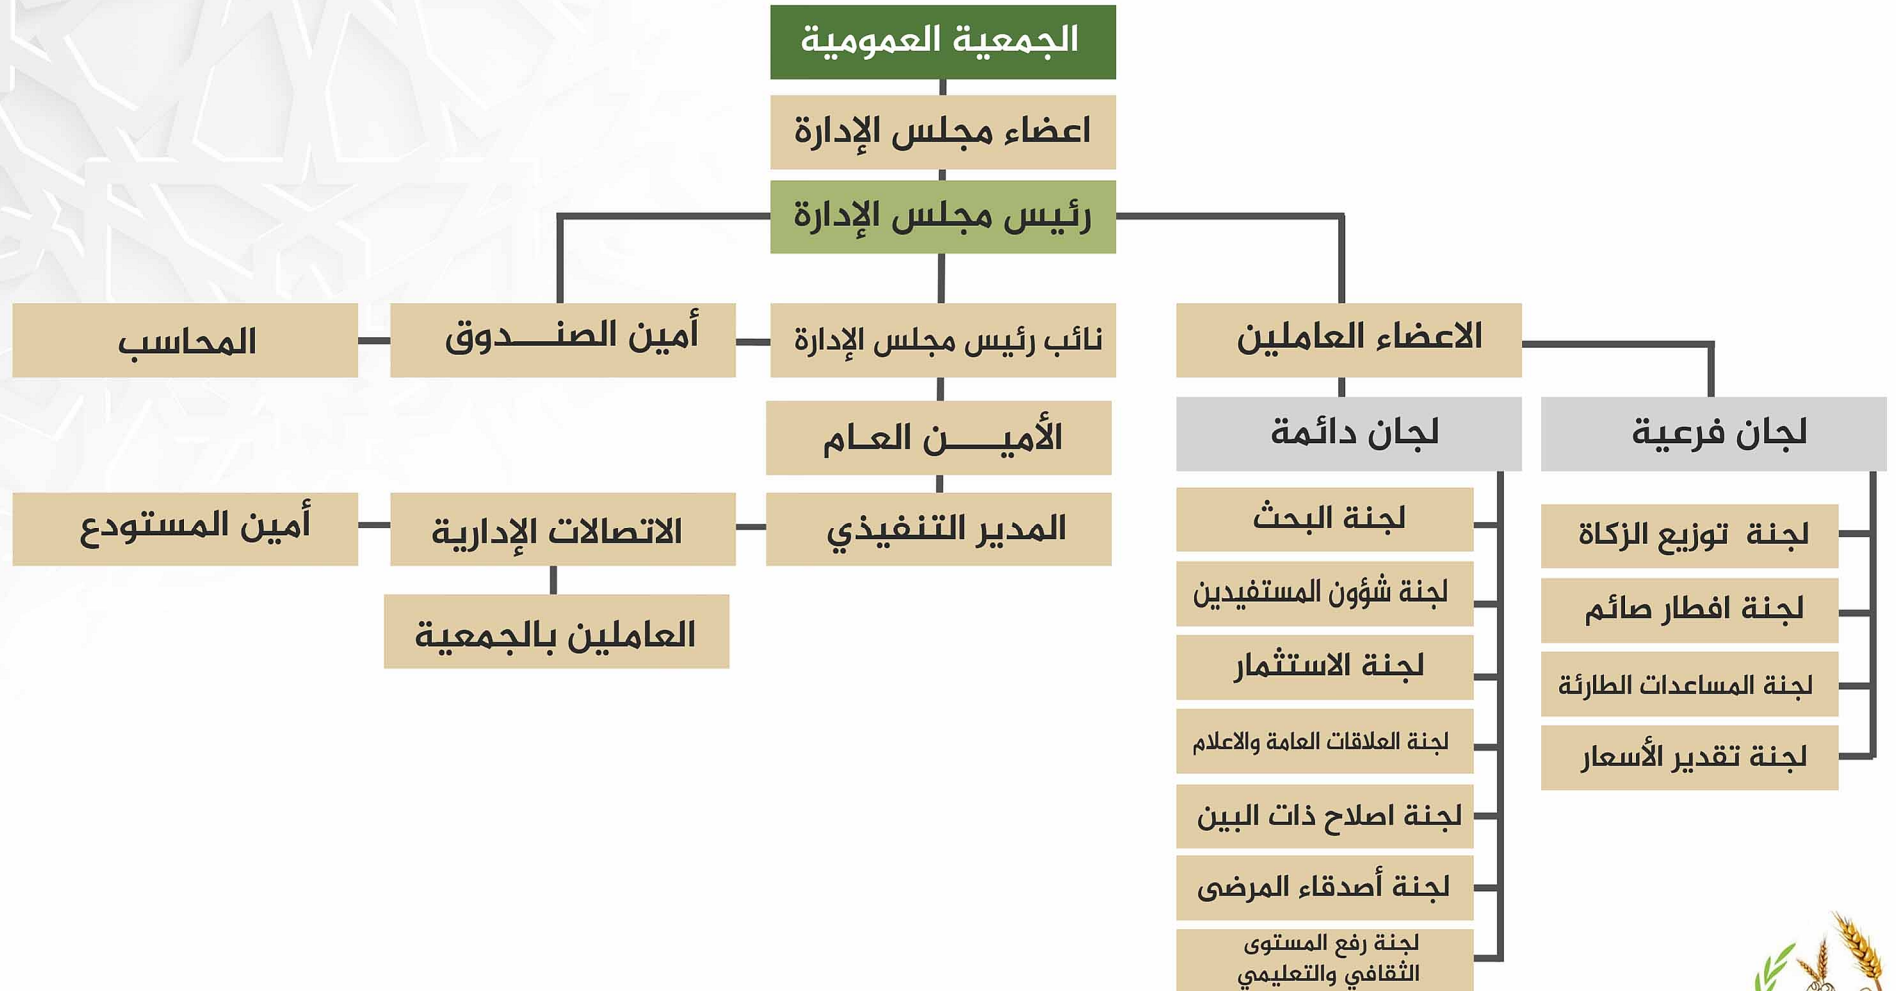 الجمعية العمومية
اعضاء مجلس الإدارة
رئيس مجلس الإدارة
الاعضاء العاملين
نائب رئيس مجلس الإدارة
أمين الصنـــدوق
المحاسب
لجان فرعية
لجان دائمة
الأميـــــن العـام
المدير التنفيذي
الاتصالات الإدارية
أمين المستودع
العاملين بالجمعية
لجنة توزيع الزكاة
لجنة افطار صائم
لجنة المساعدات الطارئة
لجنة تقدير الأسعار
لجنة البحث
لجنة شؤون المستفيدين
لجنة الاستثمار
لجنة العلاقات العامة والاعلام
لجنة اصلاح ذات البين
لجنة أصدقاء المرضى
لجنة رفع المستوى
الثقافي والتعليمي